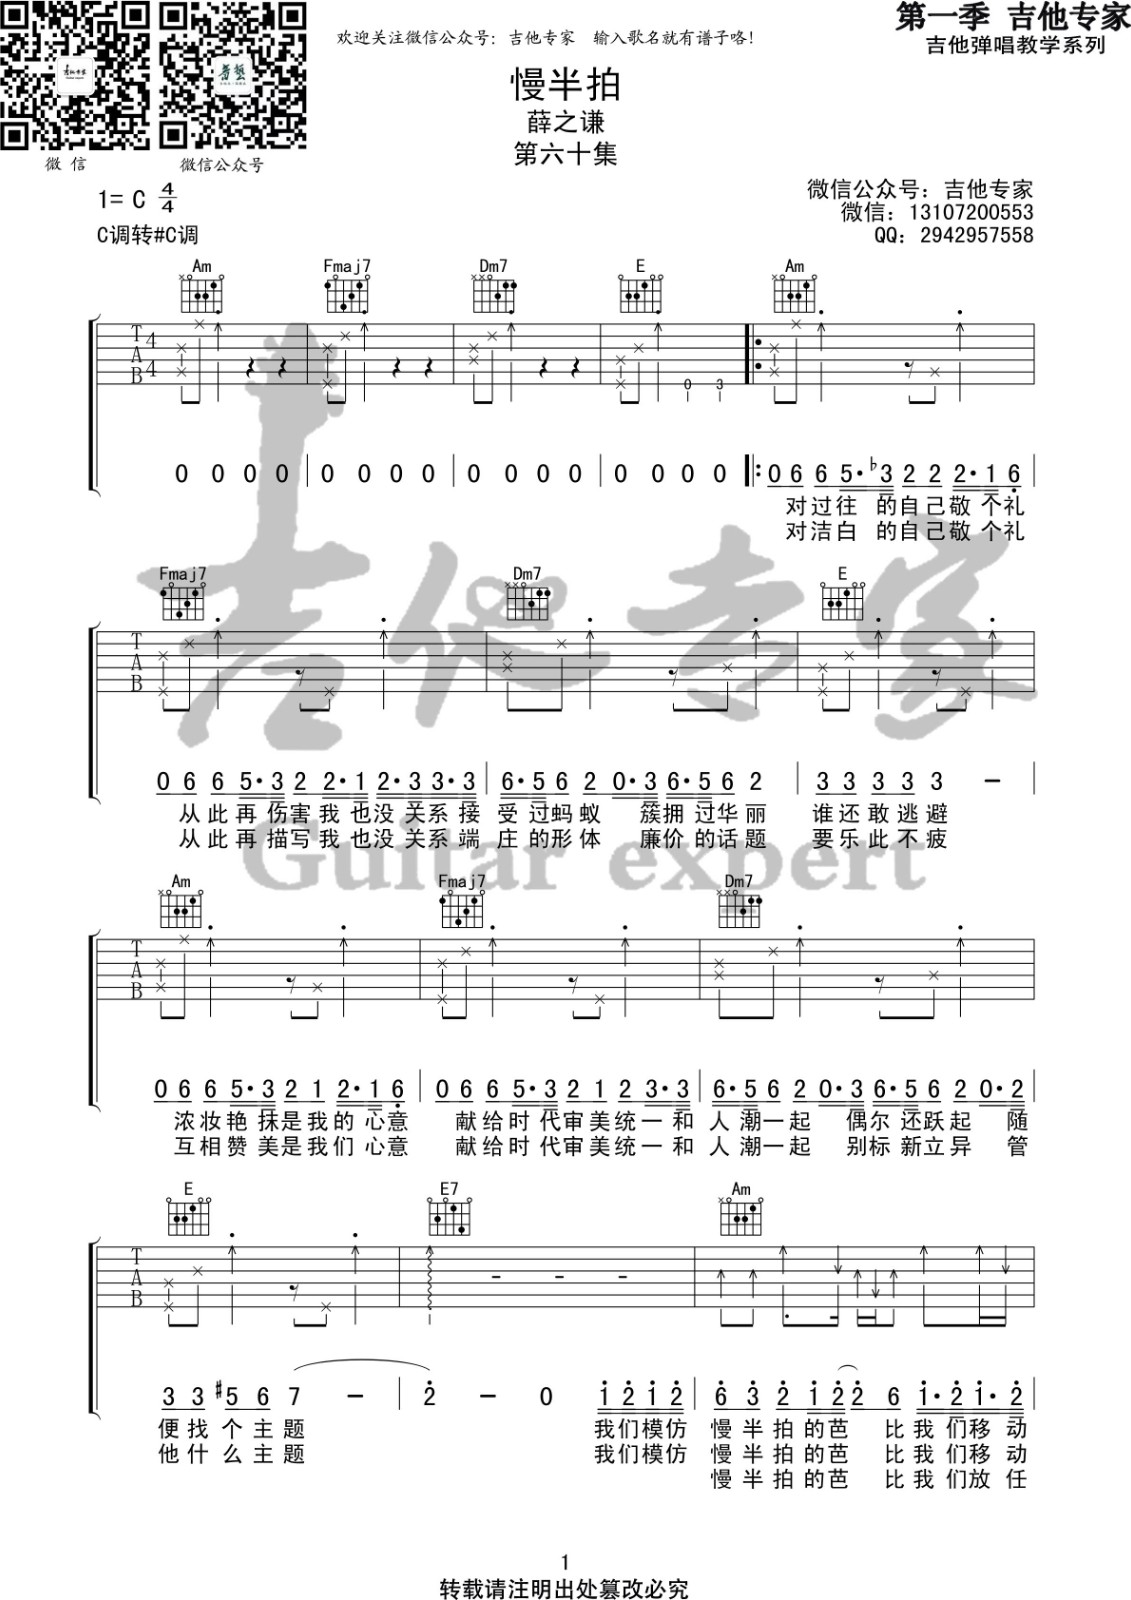 第一季 吉他专家
吉他弹唱教学系列
欢迎关注微信公众号：吉他专家 输入歌名就有谱子咯！
慢半拍
薛之谦
第六十集
微信
微信公众号
1= C 4/4
C调转#C调
微信公众号：吉他专家
微信：13107200553
QQ：2942957558
Am Fmaj7 Dm7 E Am
T 4
A 4
B 0 3
0 0 0 0 | 0 0 0 0 | 0 0 0 0 | 0 0 0 0 |: 0 6 6 5· ♭3 2 2 2·1 6
对过往 的自己敬 个礼
对洁白 的自己敬 个礼
Fmaj7 Dm7 E
T
A
B
0 6 6 5·3 2 2·1 2·3 3·3 | 6·5 6 2 0·3 6·5 6 2 | 3 3 3 3 3 －
从此再伤害我也没关系接 受过蚂蚁 簇拥过华丽 谁还敢逃避
从此再描写我也没关系端 庄的形体 廉价的话题 要乐此不疲
吉他专家
Guitar expert
Am Fmaj7 Dm7
T
A
B
0 6 6 5·3 2 1 2·1 6 | 0 6 6 5·3 2 1 2 3·3 | 6·5 6 2 0·3 6·5 6 2 0·2
浓妆艳抹是我的心意 献给时代审美统一和 人潮一起 偶尔还跃起 随
互相赞美是我们心意 献给时代审美统一和 人潮一起 别标新立异 管
E E7 Am
T
A
B
3 3 #5 6 7 － | 2 － 0 1 2 1 2 | 6 3 2 1 2 2 6 1·2 1·2
便找个主题 我们模仿 慢半拍的芭 比我们移动
他什么主题 我们模仿 慢半拍的芭 比我们移动
慢半拍的芭 比我们放任
1
转载请注明出处篡改必究